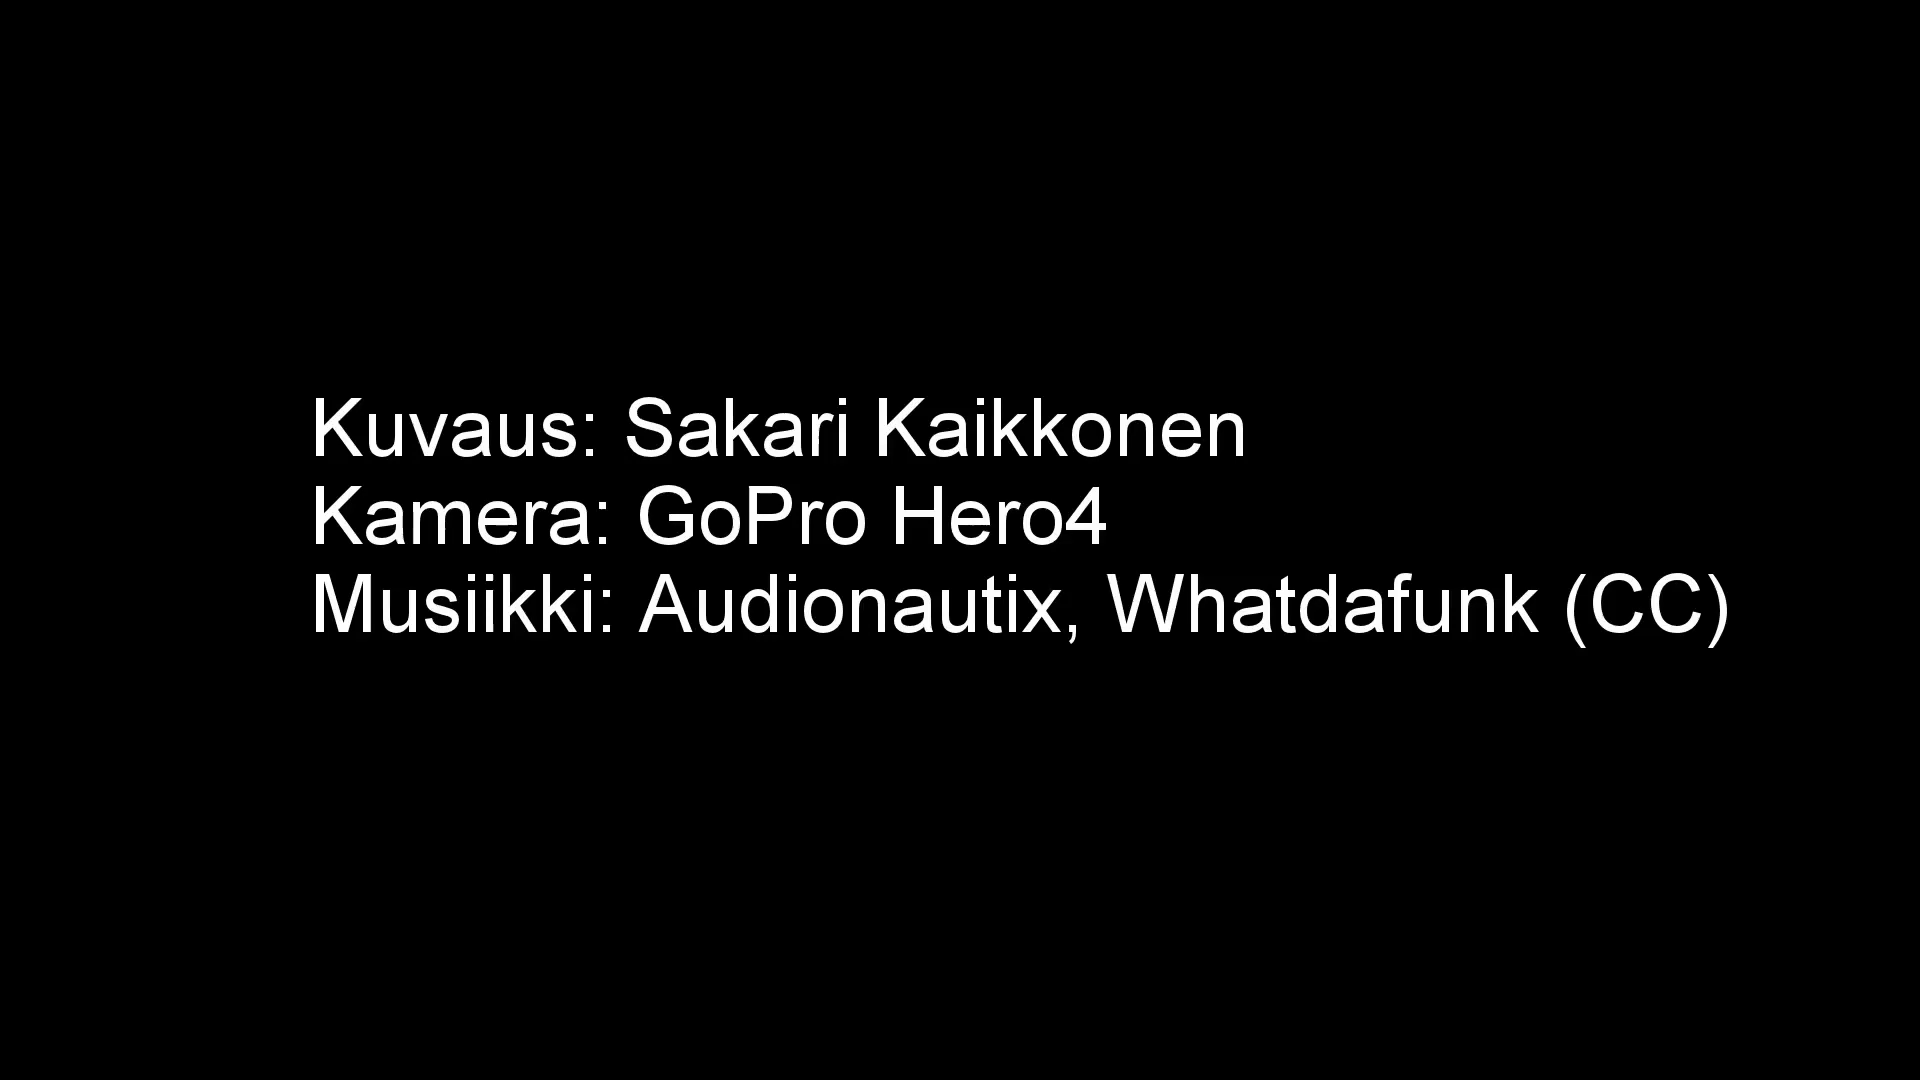 Kuvaus: Sakari Kaikkonen
Kamera: GoPro Hero4
Musiikki: Audionautix, Whatdafunk (CC)